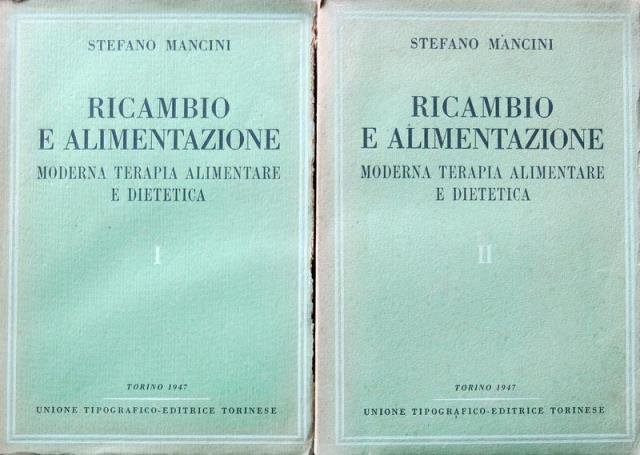 STEFANO MANCINI
RICAMBIO
E ALIMENTAZIONE
MODERNA TERAPIA ALIMENTARE
E DIETETICA
I
TORINO 1947
UNIONE TIPOGRAFICO-EDITRICE TORINESE
STEFANO MANCINI
RICAMBIO
E ALIMENTAZIONE
MODERNA TERAPIA ALIMENTARE
E DIETETICA
II
TORINO 1947
UNIONE TIPOGRAFICO-EDITRICE TORINESE